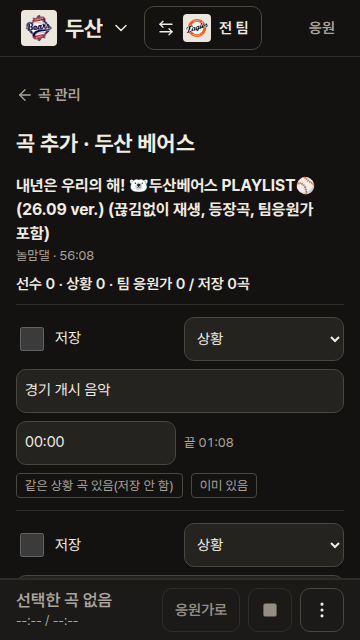 두산
전 팀
응원
← 곡 관리
곡 추가 · 두산 베어스
내년은 우리의 해! 🐻‍❄️두산베어스 PLAYLIST⚾
(26.09 ver.) (끊김없이 재생, 등장곡, 팀응원가
포함)
놀맘댈 · 56:08
선수 0 · 상황 0 · 팀 응원가 0 / 저장 0곡
저장
상황
경기 개시 음악
00:00
끝 01:08
같은 상황 곡 있음(저장 안 함)
이미 있음
저장
상황
선택한 곡 없음
--:-- / --:--
응원가로